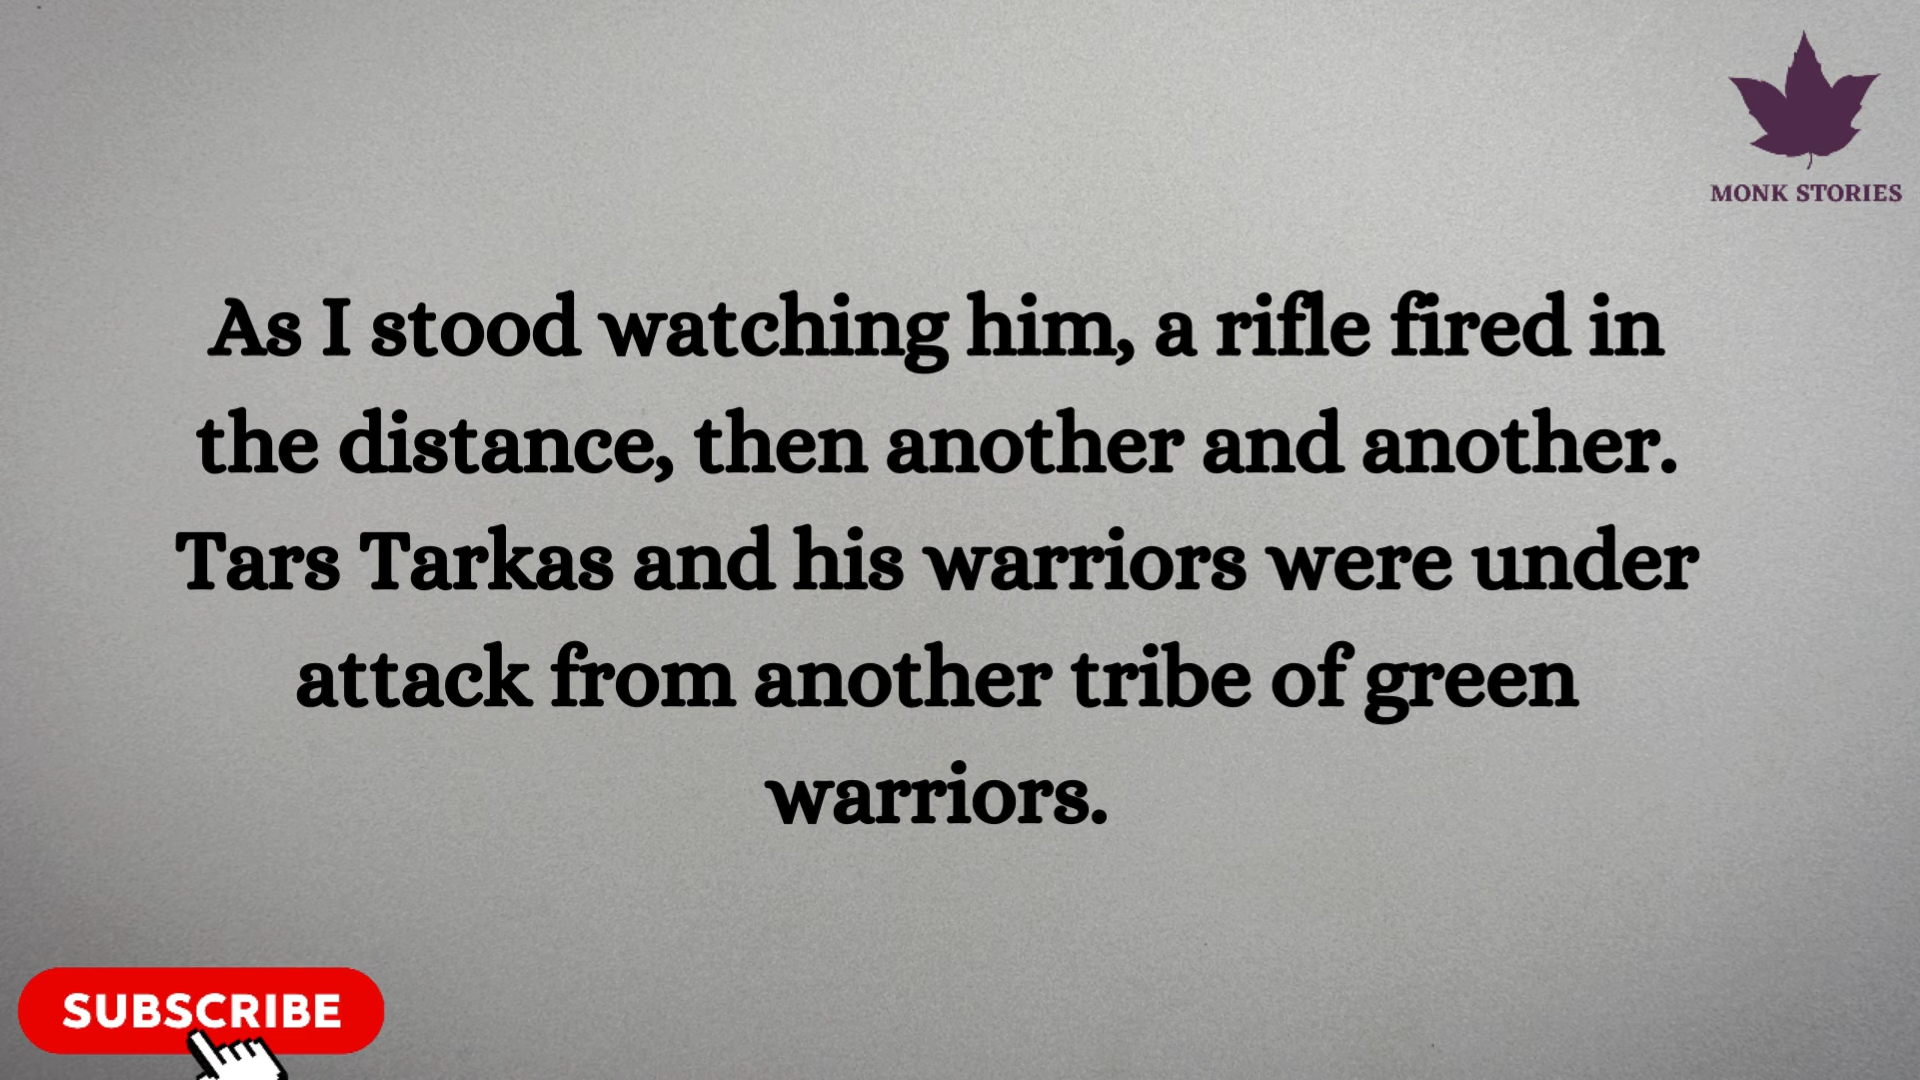 MONK STORIES
As I stood watching him, a rifle fired in
the distance, then another and another.
Tars Tarkas and his warriors were under
attack from another tribe of green
warriors.
SUBSCRIBE